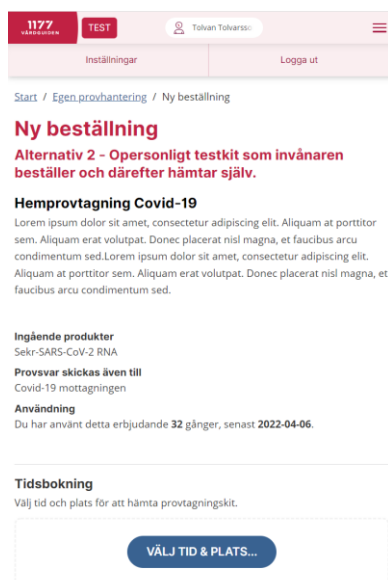 1177
VÅRDGUIDEN
TEST
Tolvan Tolvarsso
Inställningar
Logga ut
Start / Egen provhantering / Ny beställning
Ny beställning
Alternativ 2 - Opersonligt testkit som invånaren
beställer och därefter hämtar själv.
Hemprovtagning Covid-19
Lorem ipsum dolor sit amet, consectetur adipiscing elit. Aliquam at porttitor
sem. Aliquam erat volutpat. Donec placerat nisl magna, et faucibus arcu
condimentum sed.Lorem ipsum dolor sit amet, consectetur adipiscing elit.
Aliquam at porttitor sem. Aliquam erat volutpat. Donec placerat nisl magna, et
faucibus arcu condimentum sed.
Ingående produkter
Sekr-SARS-CoV-2 RNA
Provsvar skickas även till
Covid-19 mottagningen
Användning
Du har använt detta erbjudande 32 gånger, senast 2022-04-06.
Tidsbokning
Välj tid och plats för att hämta provtagningskit.
VÄLJ TID & PLATS...